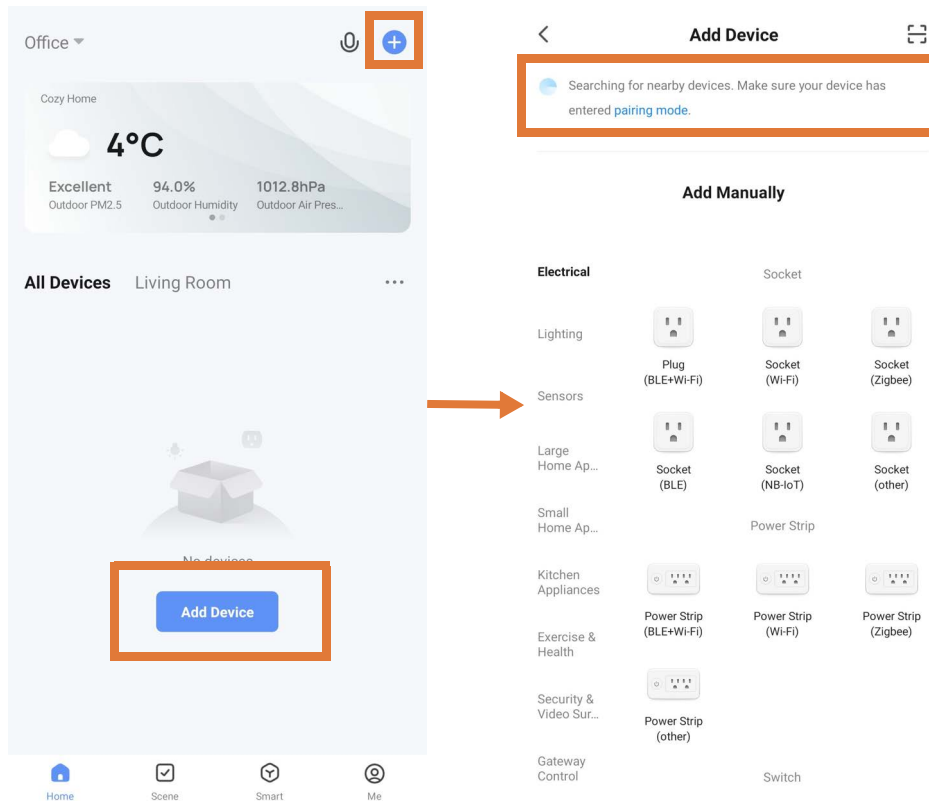 Office
Cozy Home
4°C
Excellent 94.0% 1012.8hPa
Outdoor PM2.5 Outdoor Humidity Outdoor Air Pres...
All Devices Living Room
No devices
Add Device
Home Scene Smart Me
Add Device
Searching for nearby devices. Make sure your device has
entered pairing mode.
Add Manually
Electrical
Lighting
Sensors
Large
Home Ap...
Small
Home Ap...
Kitchen
Appliances
Exercise &
Health
Security &
Video Sur...
Gateway
Control
Socket
Plug Socket Socket
(BLE+Wi-Fi) (Wi-Fi) (Zigbee)
Socket Socket Socket
(BLE) (NB-IoT) (other)
Power Strip
Power Strip Power Strip Power Strip
(BLE+Wi-Fi) (Wi-Fi) (Zigbee)
Power Strip
(other)
Switch